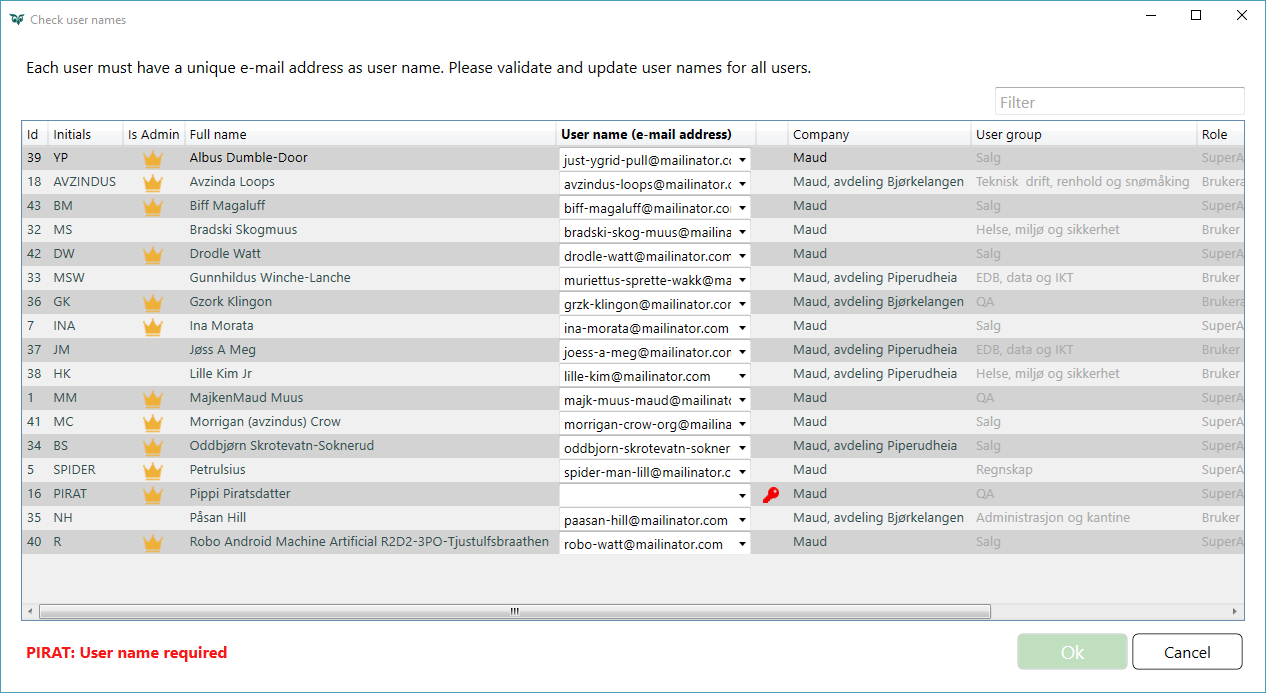 Check user names
Each user must have a unique e-mail address as user name. Please validate and update user names for all users.
Filter
Id Initials Is Admin Full name User name (e-mail address) Company User group Role
39 YP Albus Dumble-Door just-ygrid-pull@mailinator.co Maud Salg SuperA
18 AVZINDUS Avzinda Loops avzindus-loops@mailinator.c Maud, avdeling Bjørkelangen Teknisk drift, renhold og snømåking Brukera
43 BM Biff Magaluff biff-magaluff@mailinator.co Maud Salg SuperA
32 MS Bradski Skogmuus bradski-skog-muus@mailina Maud Helse, miljø og sikkerhet Bruker
42 DW Drodle Watt drodle-watt@mailinator.com Maud Salg SuperA
33 MSW Gunnhildus Winche-Lanche muriettus-sprette-wakk@ma Maud, avdeling Piperudheia EDB, data og IKT Bruker
36 GK Gzork Klingon grzk-klingon@mailinator.cor Maud, avdeling Bjørkelangen QA Brukera
7 INA Ina Morata ina-morata@mailinator.com Maud Salg SuperA
37 JM Jøss A Meg joess-a-meg@mailinator.cor Maud, avdeling Piperudheia EDB, data og IKT Bruker
38 HK Lille Kim Jr lille-kim@mailinator.com Maud, avdeling Piperudheia Helse, miljø og sikkerhet Bruker
1 MM MajkenMaud Muus majk-muus-maud@mailinatc Maud QA SuperA
41 MC Morrigan (avzindus) Crow morrigan-crow-org@mailina Maud Salg SuperA
34 BS Oddbjørn Skrotevatn-Soknerud oddbjorn-skrotevatn-sokner Maud, avdeling Piperudheia Salg SuperA
5 SPIDER Petrulsius spider-man-lill@mailinator.c Maud Regnskap SuperA
16 PIRAT Pippi Piratsdatter Maud QA SuperA
35 NH Påsan Hill paasan-hill@mailinator.com Maud, avdeling Bjørkelangen Administrasjon og kantine Bruker
40 R Robo Android Machine Artificial R2D2-3PO-Tjustulfsbraathen robo-watt@mailinator.com Maud Salg SuperA
PIRAT: User name required
Ok Cancel